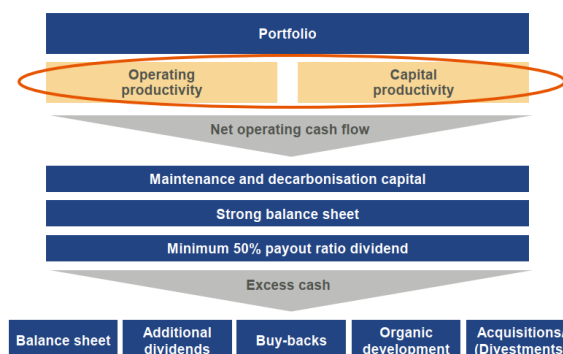 Portfolio
Operating
productivity
Capital
productivity
Net operating cash flow
Maintenance and decarbonisation capital
Strong balance sheet
Minimum 50% payout ratio dividend
Excess cash
Balance sheet
Additional
dividends
Buy-backs
Organic
development
Acquisitions/
(Divestments)